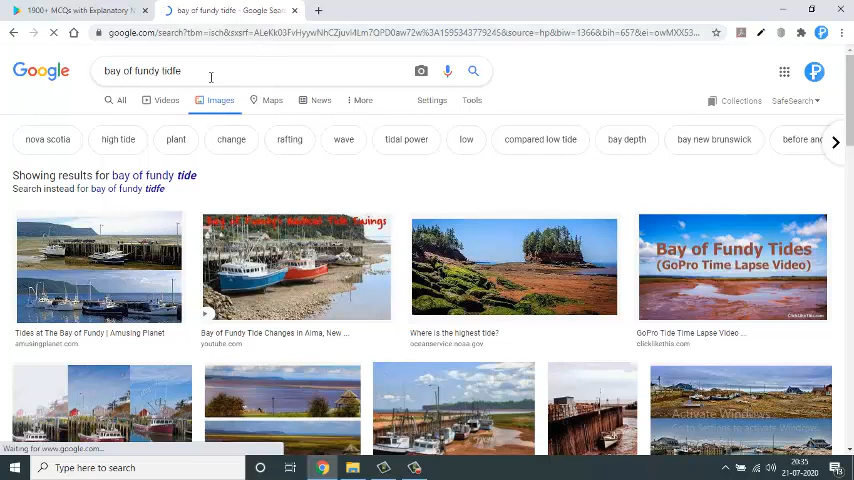 1900+ MCQs with Explanatory N
bay of fundy tidfe - Google Sear
google.com/search?tbm=isch&sxsrf=ALeKk03FvHyywNhCZjuvl4Lm7QPD0aw72w%3A1595347724985&source=hp&biw=1366&bih=657&ei=owMXX53...
Google
bay of fundy tidfe
All Videos Images Maps News More Settings Tools
Collections SafeSearch
nova scotia high tide plant change rafting wave tidal power low compared low tide bay depth bay new brunswick before and
Showing results for bay of fundy tide
Search instead for bay of fundy tidfe
Bay of Fundy Tides
(GoPro Time Lapse Video)
ClickLikeThis.com
Tides at The Bay of Fundy | Amusing Planet
amusingplanet.com
Bay of Fundy Tide Changes in Alma, New ...
youtube.com
Where is the highest tide?
oceanservice.noaa.gov
GoPro Tide Time Lapse Video ...
clicklikethis.com
Activate Windows
Go to Settings to activate Windows.
Waiting for www.google.com...
Type here to search
20:35
21-07-2020